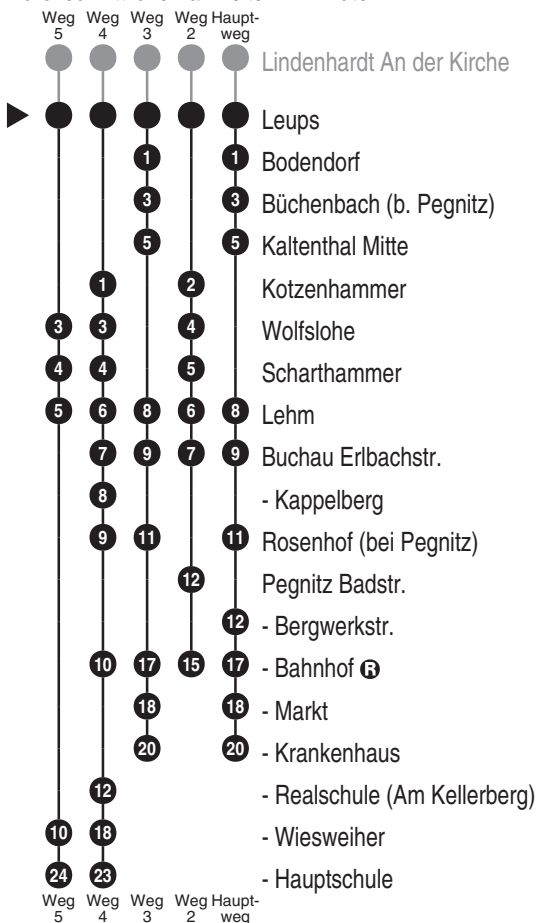 Weg 5 Weg 4 Weg 3 Weg 2 Haupt-weg
Lindenhardt An der Kirche
Leups
1 1 Bodendorf
3 3 Büchenbach (b. Pegnitz)
5 5 Kaltenthal Mitte
1 2 Kotzenhammer
3 3 4 Wolfslohe
4 4 5 Scharthammer
5 6 8 6 8 Lehm
7 9 7 9 Buchau Erlbachstr.
8 - Kappelberg
9 11 11 Rosenhof (bei Pegnitz)
12 Pegnitz Badstr.
12 - Bergwerkstr.
10 17 15 17 - Bahnhof R
18 18 - Markt
20 20 - Krankenhaus
12 - Realschule (Am Kellerberg)
10 18 - Wiesweiher
24 23 - Hauptschule
Weg 5 Weg 4 Weg 3 Weg 2 Haupt-weg